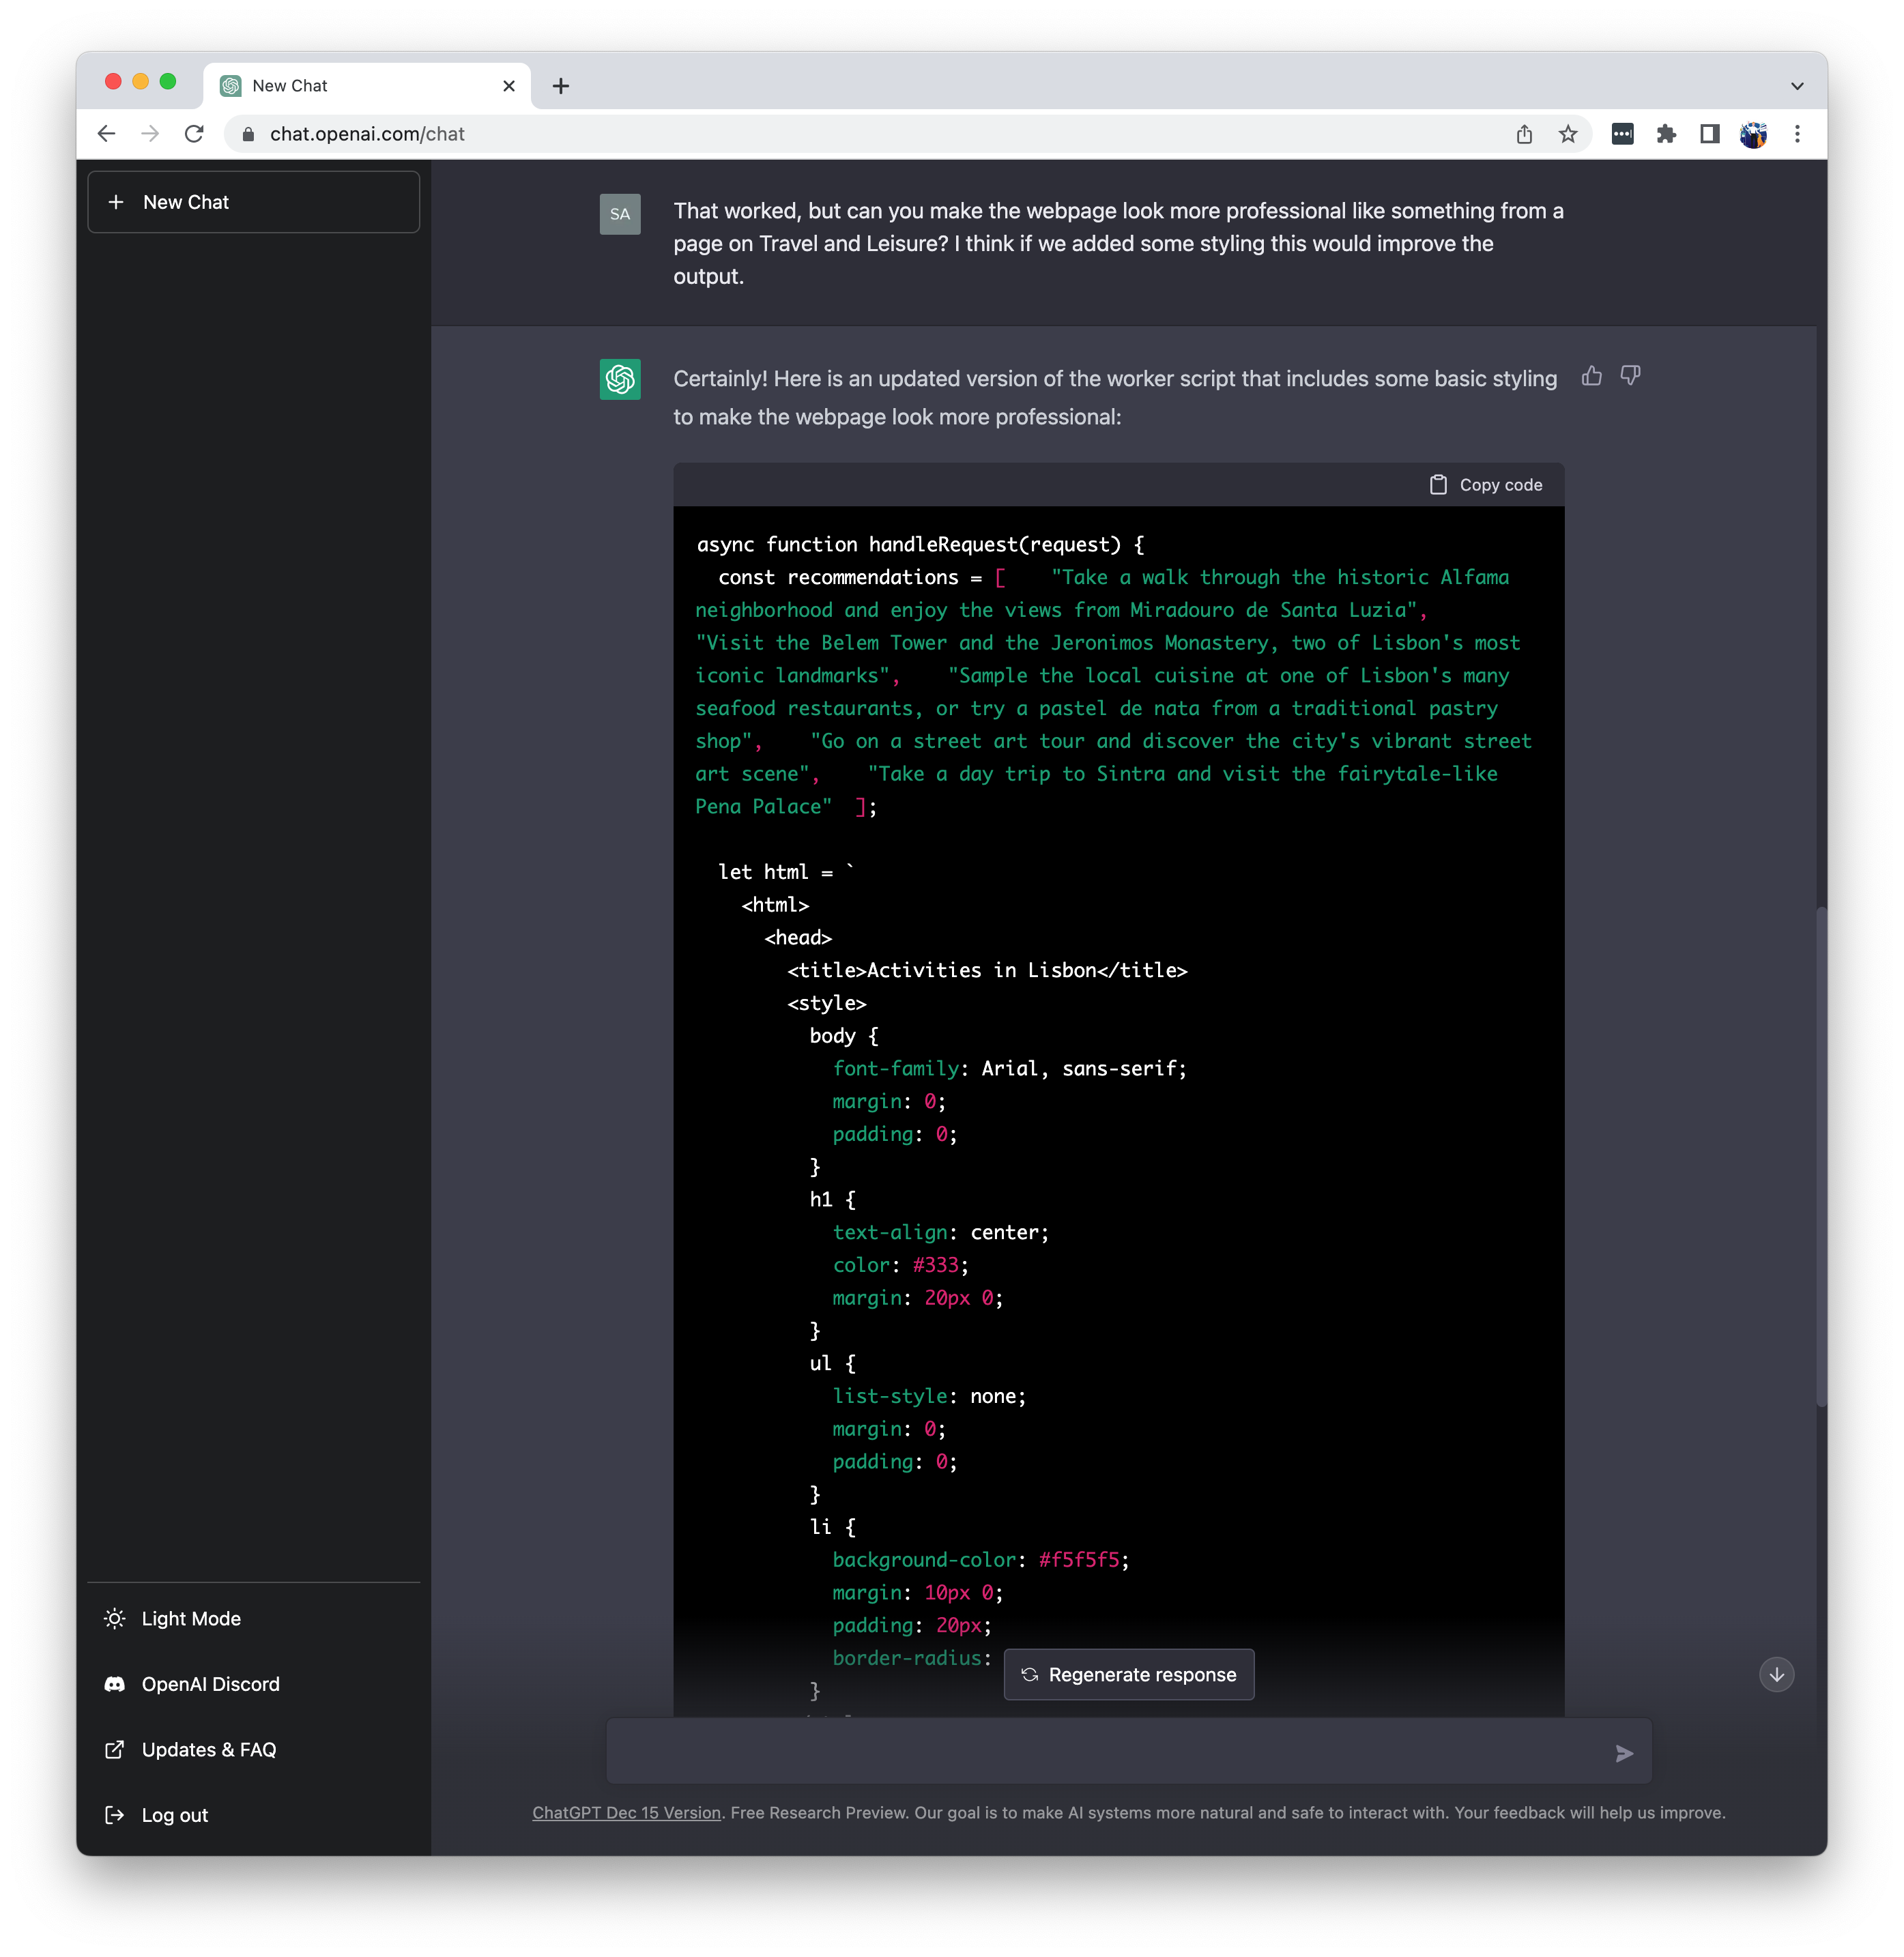 New Chat
chat.openai.com/chat
New Chat
SA
That worked, but can you make the webpage look more professional like something from a
page on Travel and Leisure? I think if we added some styling this would improve the
output.
Certainly! Here is an updated version of the worker script that includes some basic styling
to make the webpage look more professional:
Copy code
async function handleRequest(request) {
  const recommendations = [    "Take a walk through the historic Alfama
neighborhood and enjoy the views from Miradouro de Santa Luzia",
"Visit the Belem Tower and the Jeronimos Monastery, two of Lisbon's most
iconic landmarks",    "Sample the local cuisine at one of Lisbon's many
seafood restaurants, or try a pastel de nata from a traditional pastry
shop",    "Go on a street art tour and discover the city's vibrant street
art scene",    "Take a day trip to Sintra and visit the fairytale-like
Pena Palace"  ];
  let html = `
    <html>
      <head>
        <title>Activities in Lisbon</title>
        <style>
          body {
            font-family: Arial, sans-serif;
            margin: 0;
            padding: 0;
          }
          h1 {
            text-align: center;
            color: #333;
            margin: 20px 0;
          }
          ul {
            list-style: none;
            margin: 0;
            padding: 0;
          }
          li {
            background-color: #f5f5f5;
            margin: 10px 0;
            padding: 20px;
            border-radius:
          }
Regenerate response
Light Mode
OpenAI Discord
Updates & FAQ
Log out
ChatGPT Dec 15 Version. Free Research Preview. Our goal is to make AI systems more natural and safe to interact with. Your feedback will help us improve.